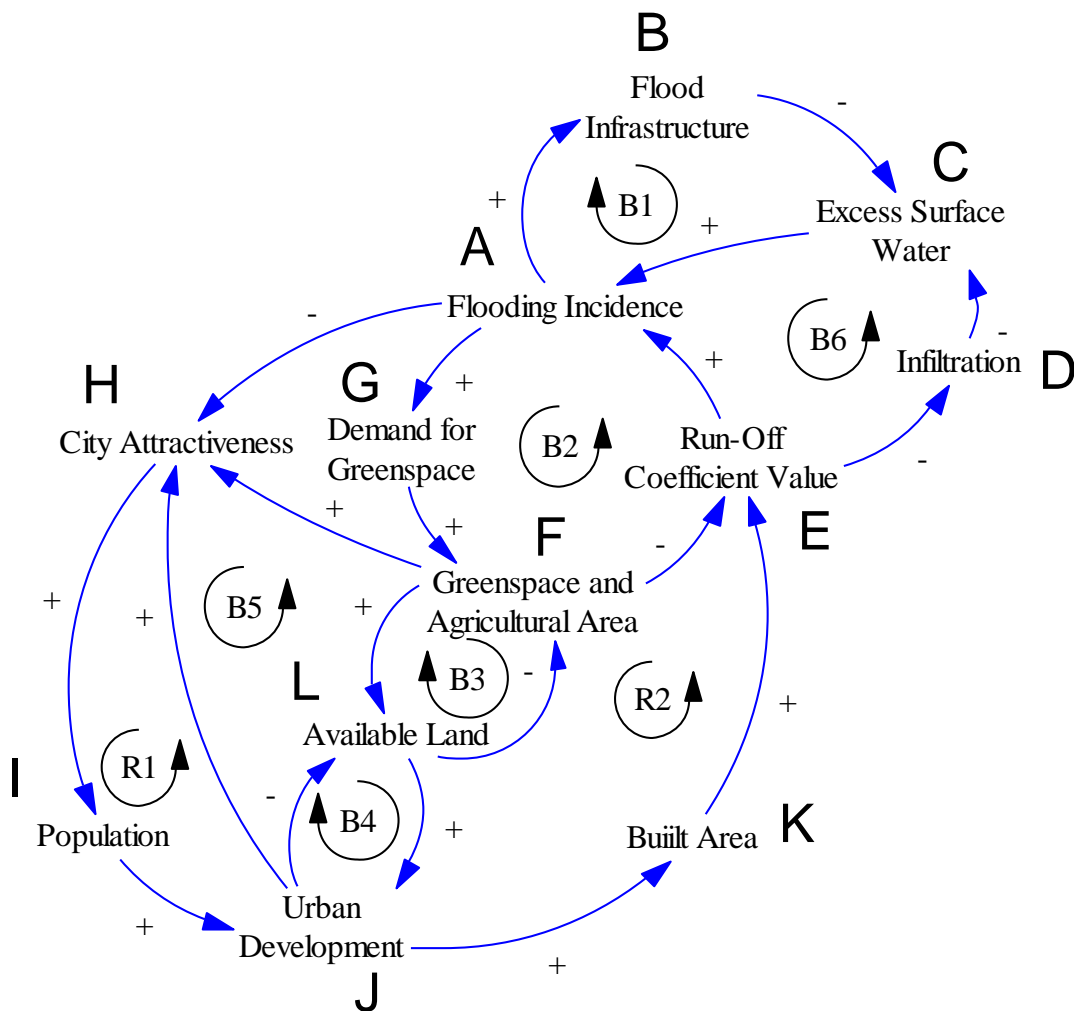 B
Flood
Infrastructure
-
C
Excess Surface
Water
+
B1
+
A
Flooding Incidence
-
B6
-
Infiltration
D
H
G
+
+
City Attractiveness
Demand for
Greenspace
B2
Run-Off
Coefficient Value
-
E
+
+
F
-
Greenspace and
Agricultural Area
+
+
B5
+
B3
-
R2
L
+
Available Land
R1
I
-
B4
+
Population
Buiilt Area
K
+
Urban
Development
+
J